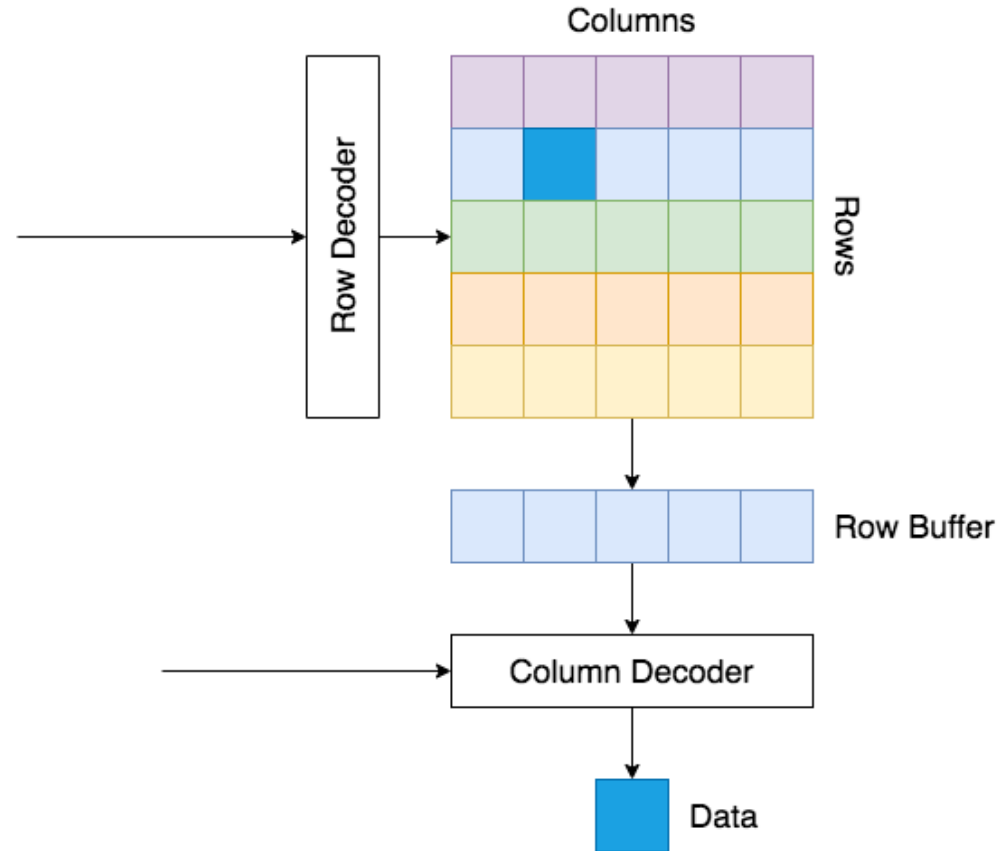 Columns
Row Decoder
Rows
Row Buffer
Column Decoder
Data